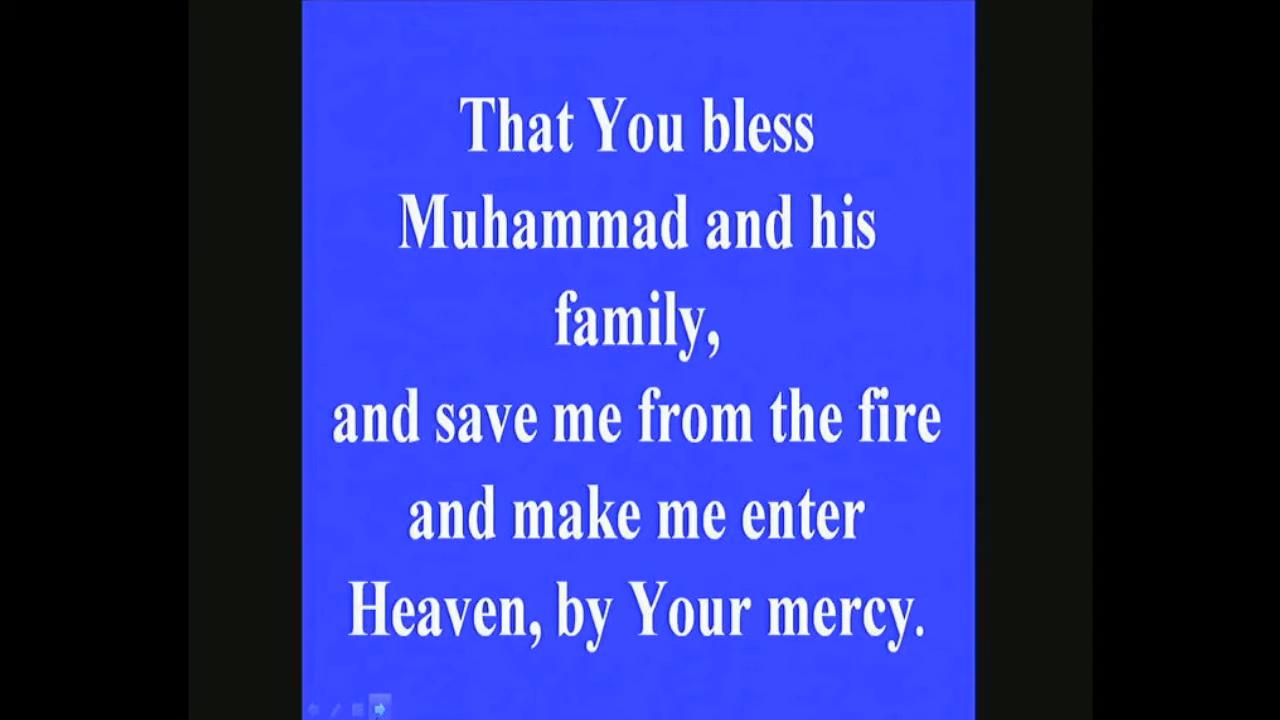 That You bless
Muhammad and his
family,
and save me from the fire
and make me enter
Heaven, by Your mercy.